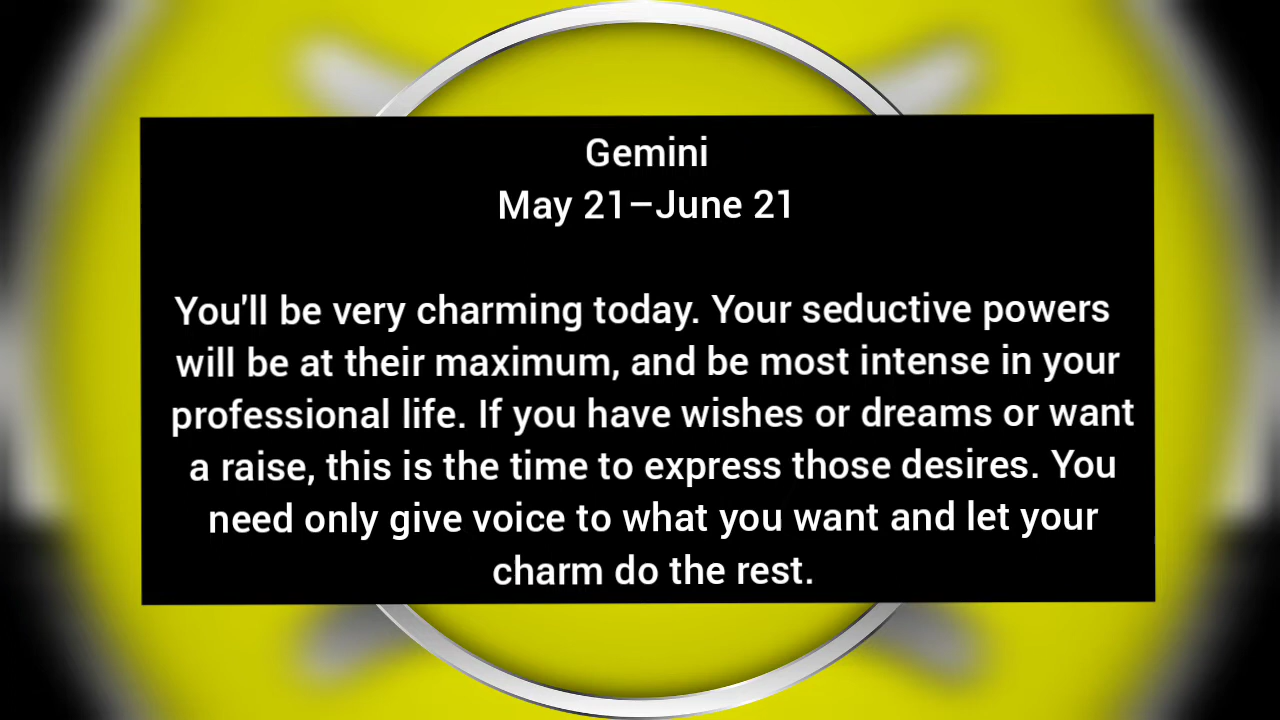 Gemini
May 21–June 21
You'll be very charming today. Your seductive powers
will be at their maximum, and be most intense in your
professional life. If you have wishes or dreams or want
a raise, this is the time to express those desires. You
need only give voice to what you want and let your
charm do the rest.